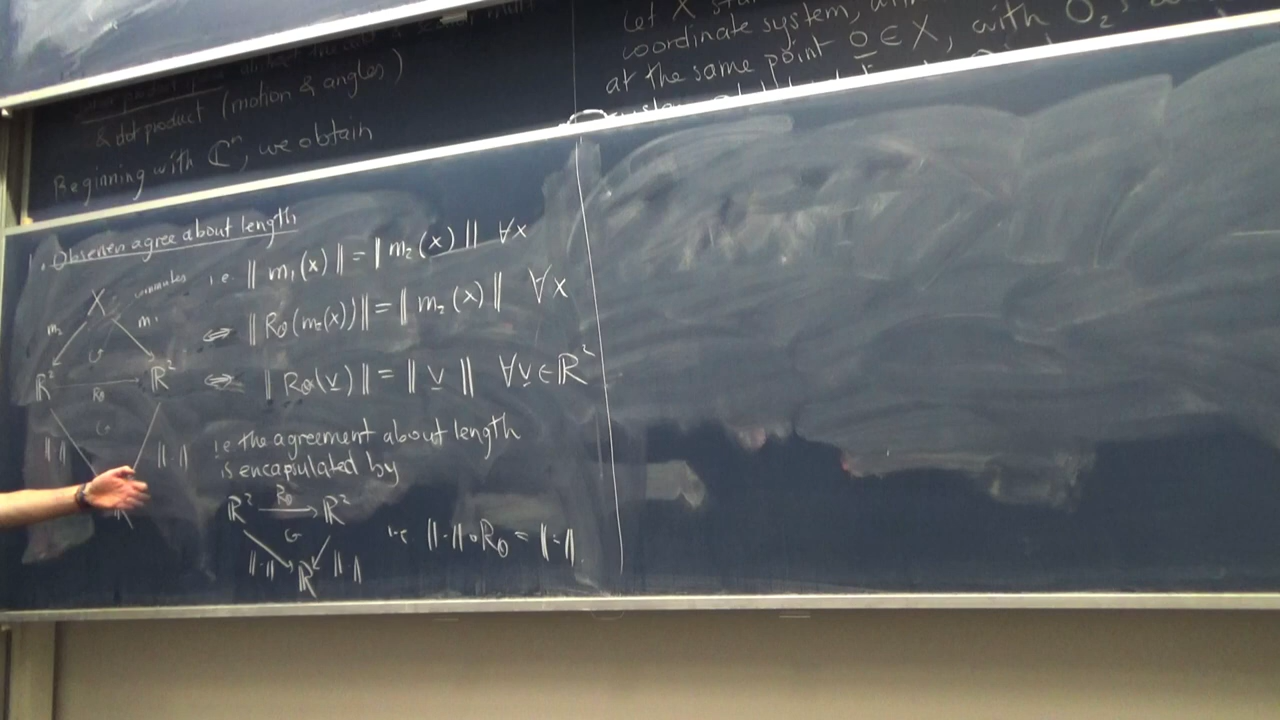 & dot product (motion & angles)
Beginning with ℂⁿ, we obtain
Let X
coordinate system,
at the same point 0 ∈ X, with O₂
1. Observers agree about length
i.e. ‖m₁(x)‖ = ‖m₂(x)‖ ∀x
⇔ ‖R_θ(m₂(x))‖ = ‖m₂(x)‖ ∀x
⇔ ‖R_θ(v)‖ = ‖v‖ ∀v ∈ ℝ²
X commutes
m₂ m₁
ℝ² R_θ ℝ²
‖·‖ ‖·‖
ℝ
i.e. the agreement about length
is encapsulated by
ℝ² R_θ ℝ²
‖·‖ ℝ ‖·‖
i.e. ‖·‖∘R_θ = ‖·‖